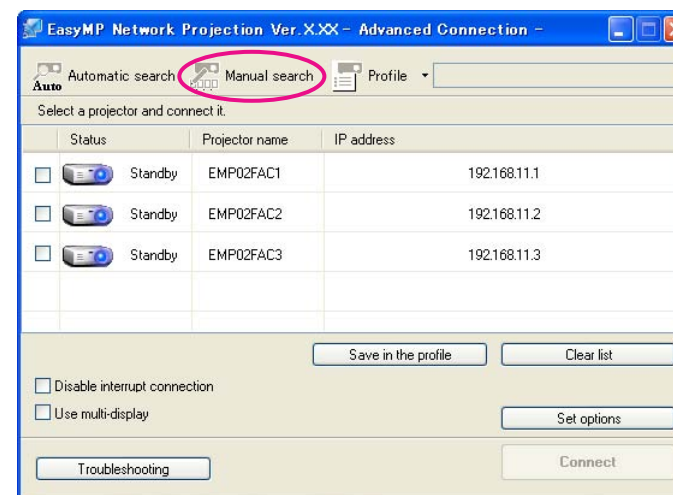 EasyMP Network Projection Ver.X.XX - Advanced Connection -
Auto Automatic search Manual search Profile
Select a projector and connect it.
Status Projector name IP address
Standby EMP02FAC1 192.168.11.1
Standby EMP02FAC2 192.168.11.2
Standby EMP02FAC3 192.168.11.3
Save in the profile Clear list
Disable interrupt connection
Use multi-display
Set options
Troubleshooting Connect